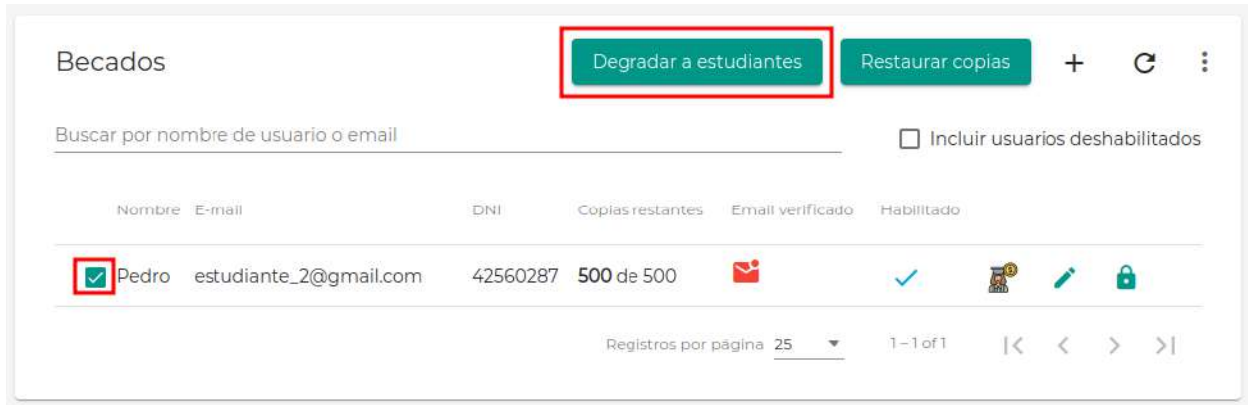 Becados
Degradar a estudiantes
Restaurar copias
Buscar por nombre de usuario o email
Incluir usuarios deshabilitados
Nombre E-mail DNI Copias restantes Email verificado Habilitado
Pedro estudiante_2@gmail.com 42560287 500 de 500
Registros por página 25 1 – 1 of 1